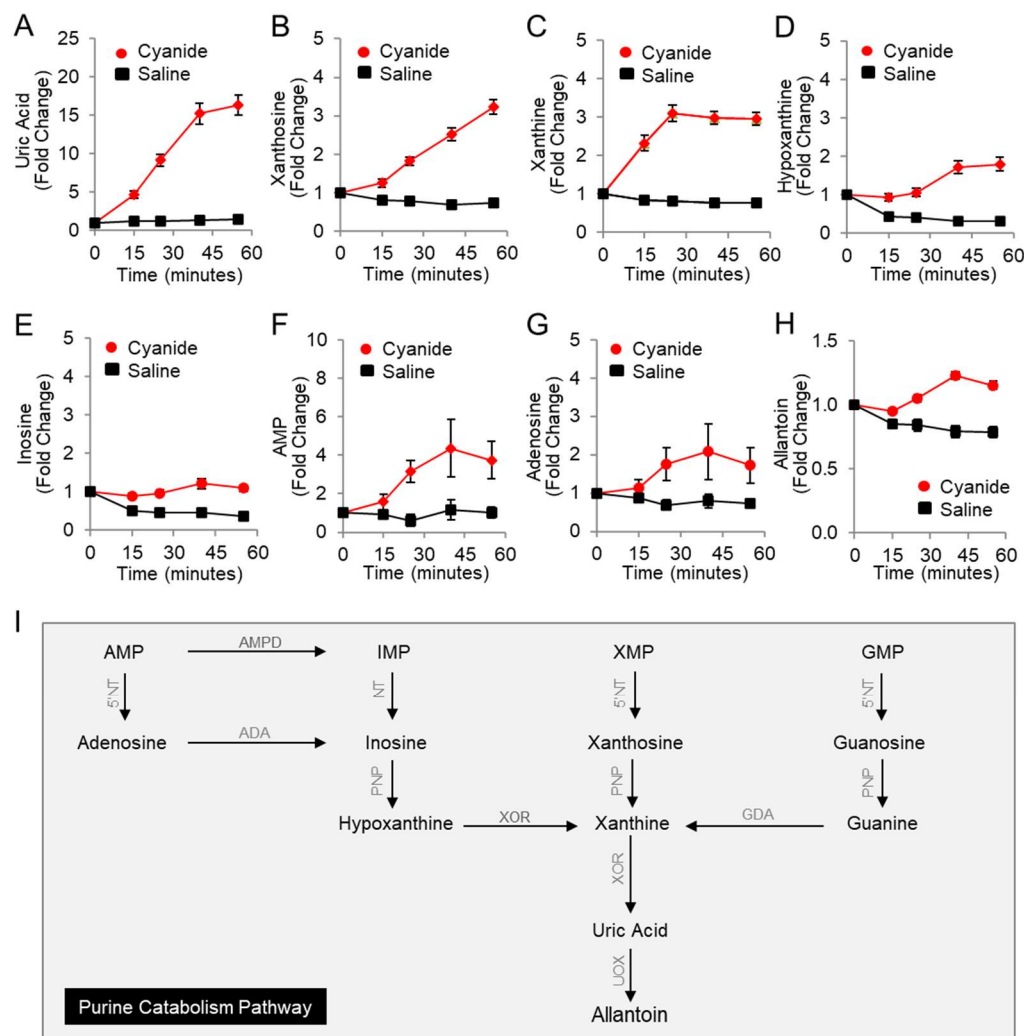 A
Uric Acid
(Fold Change)
25
20
15
10
5
0
Cyanide
Saline
0 15 30 45 60
Time (minutes)
B
Xanthosine
(Fold Change)
5
4
3
2
1
0
Cyanide
Saline
0 15 30 45 60
Time (minutes)
C
Xanthine
(Fold Change)
5
4
3
2
1
0
Cyanide
Saline
0 15 30 45 60
Time (minutes)
D
Hypoxanthine
(Fold Change)
5
4
3
2
1
0
Cyanide
Saline
0 15 30 45 60
Time (minutes)
E
Inosine
(Fold Change)
5
4
3
2
1
0
Cyanide
Saline
0 15 30 45 60
Time (minutes)
F
AMP
(Fold Change)
10
8
6
4
2
0
Cyanide
Saline
0 15 30 45 60
Time (minutes)
G
Adenosine
(Fold Change)
5
4
3
2
1
0
Cyanide
Saline
0 15 30 45 60
Time (minutes)
H
Allantoin
(Fold Change)
1.5
1.0
0.5
0.0
Cyanide
Saline
0 15 30 45 60
Time (minutes)
I
AMP AMPD IMP XMP GMP
5'NT NT 5'NT 5'NT
Adenosine ADA Inosine Xanthosine Guanosine
PNP PNP PNP
Hypoxanthine XOR Xanthine GDA Guanine
XOR
Uric Acid
UOX
Allantoin
Purine Catabolism Pathway